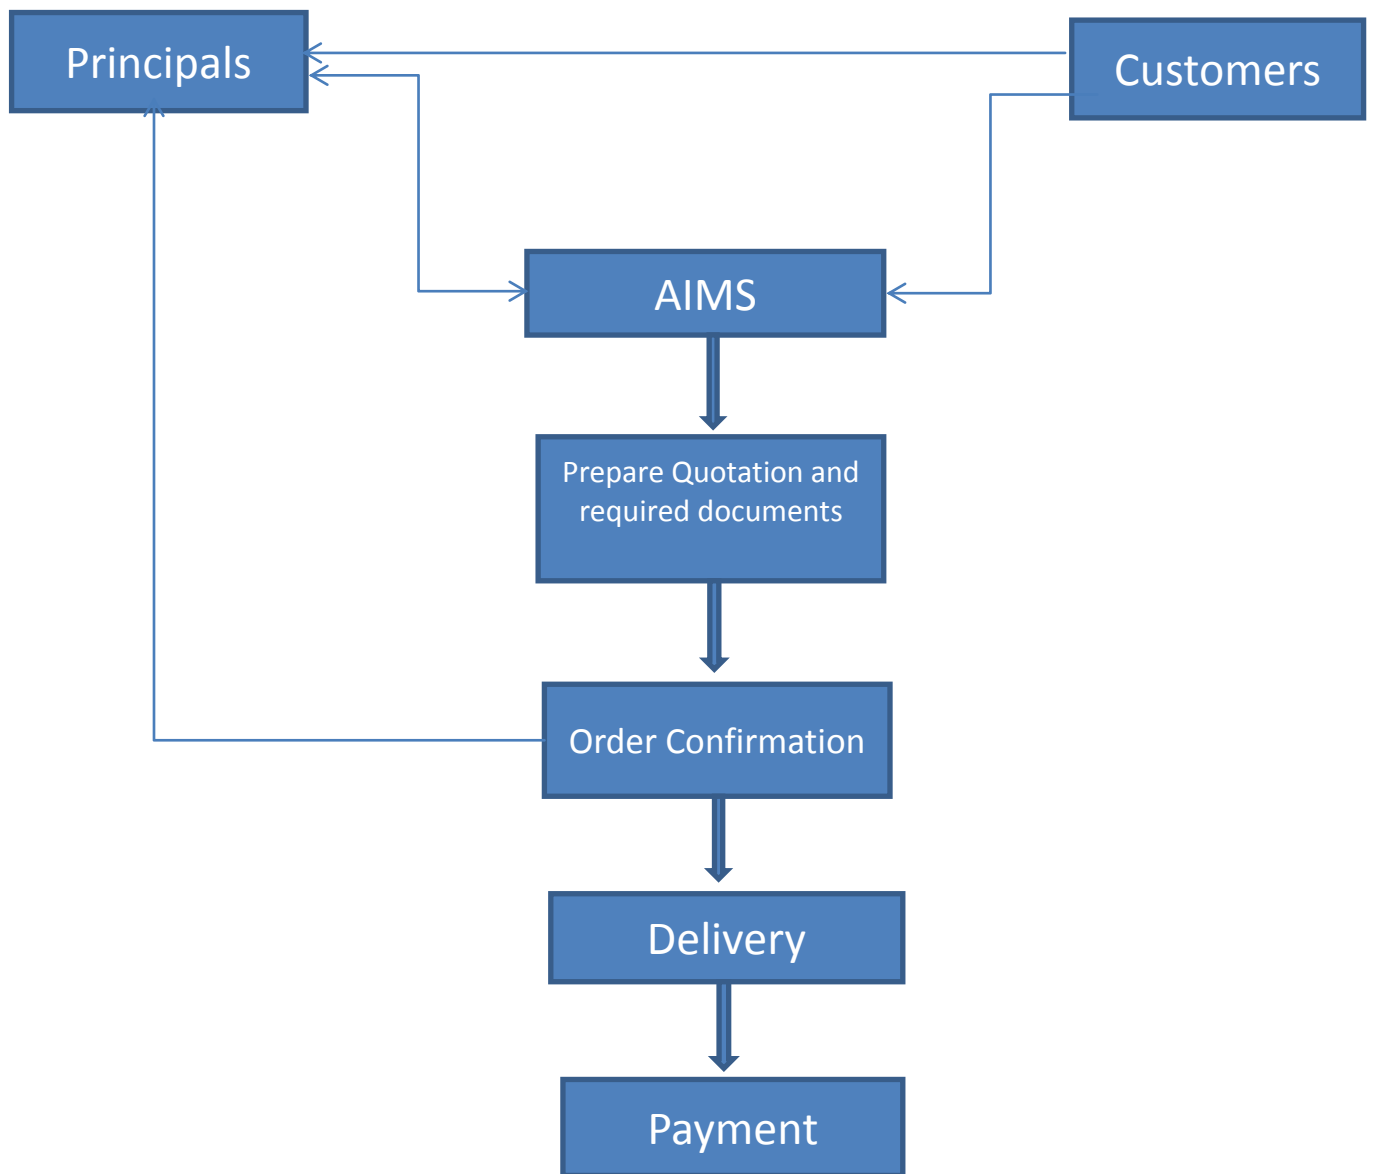 Principals
Customers
AIMS
Prepare Quotation and
required documents
Order Confirmation
Delivery
Payment